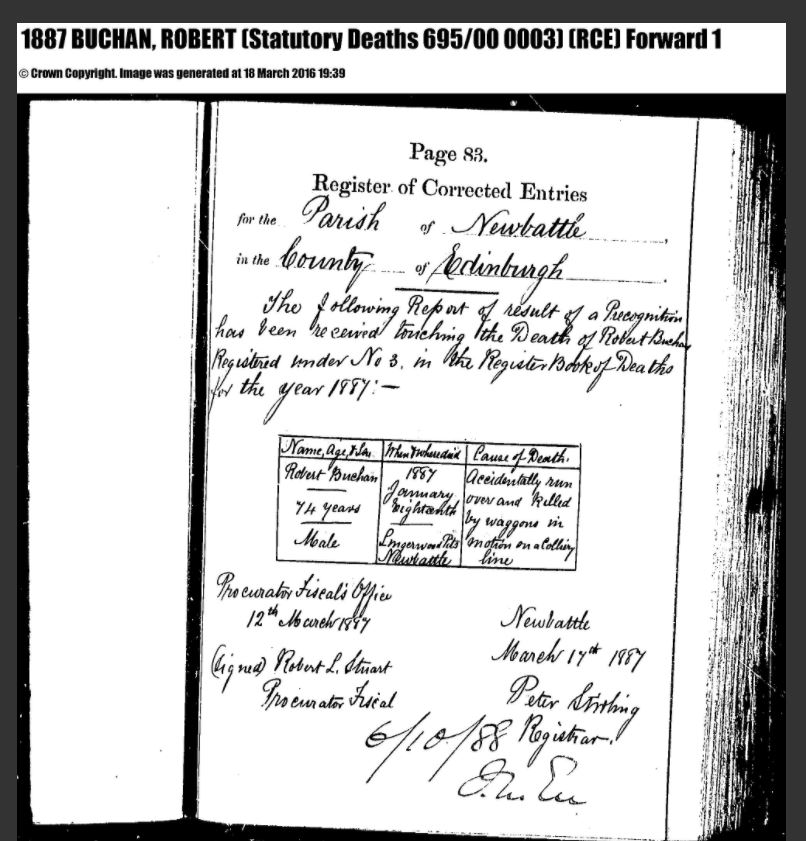 1887 BUCHAN, ROBERT (Statutory Deaths 695/00 0003) (RCE) Forward 1
© Crown Copyright. Image was generated at 18 March 2016 19:39
Page 83.
Register of Corrected Entries
for the Parish of Newbattle,
in the County of Edinburgh.
The following Report of result of a Precognition
has been received touching the Death of Robert Buchan
Registered under No 3. in the Register Book of Deaths
for the year 1887:—
Name, Age, & Sex. When & where died Cause of Death.
Robert Buchan 1887 Accidentally run
January over and killed
74 years Eighteenth by waggons in
Male Lingerwood Pits motion on a Colliery
Newbattle line
Procurator Fiscal's Office
12th March 1887 Newbattle
March 17th 1887
(Signed) Robert L. Stuart
Procurator Fiscal Peter Stirling
6/10/88 Registrar.